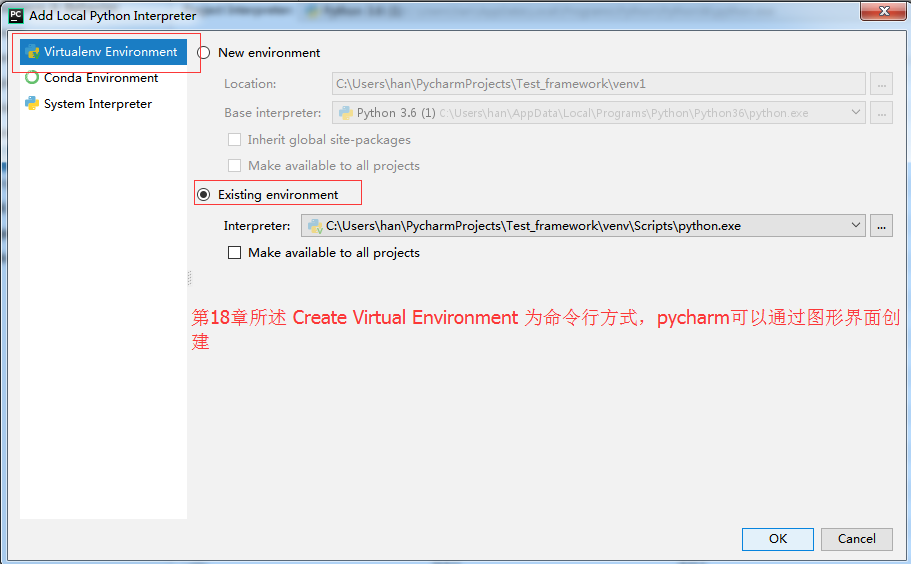 PC Add Local Python Interpreter
Virtualenv Environment
Conda Environment
System Interpreter
New environment
Location: C:\Users\han\PycharmProjects\Test_framework\venv1 ...
Base interpreter: Python 3.6 (1) C:\Users\han\AppData\Local\Programs\Python\Python36\python.exe ...
Inherit global site-packages
Make available to all projects
Existing environment
Interpreter: C:\Users\han\PycharmProjects\Test_framework\venv\Scripts\python.exe ...
Make available to all projects
第18章所述 Create Virtual Environment 为命令行方式，pycharm可以通过图形界面创
建
OK Cancel